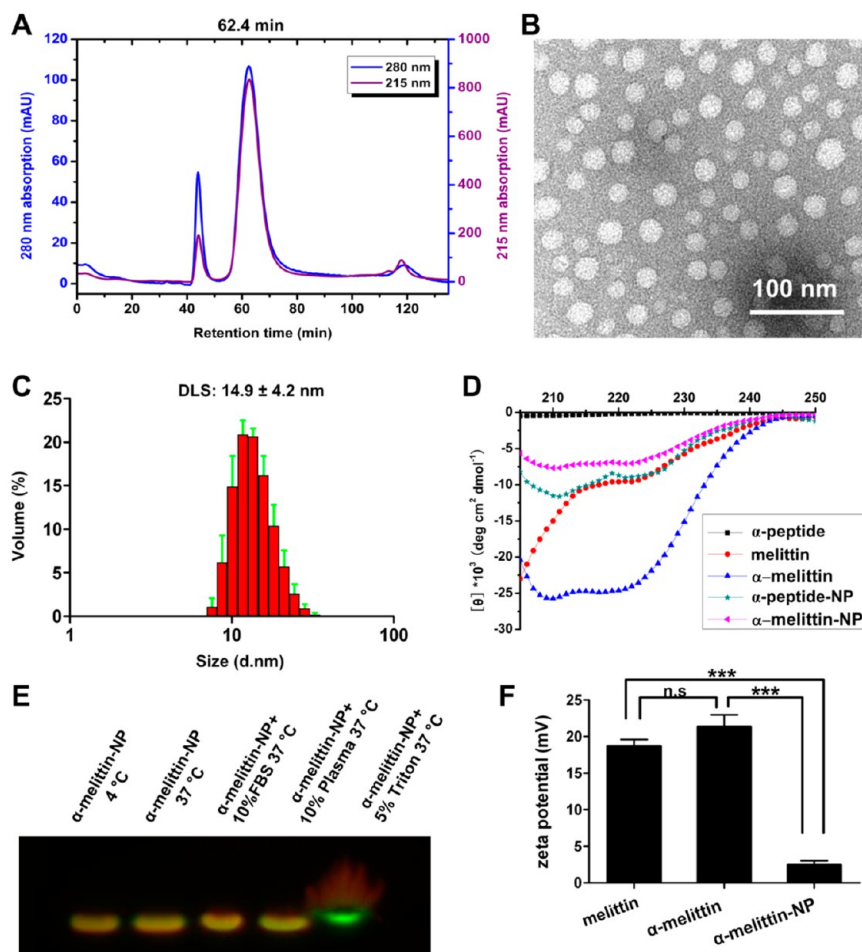 A
62.4 min
280 nm
215 nm
120
100
80
60
40
20
0
280 nm absorption (mAU)
1000
800
600
400
200
0
215 nm absorption (mAU)
0 20 40 60 80 100 120
Retention time (min)
B
100 nm
C
DLS: 14.9 ± 4.2 nm
25
20
15
10
5
0
Volume (%)
1 10 100
Size (d.nm)
D
210 220 230 240 250
0
-5
-10
-15
-20
-25
-30
[θ] *10³ (deg cm² dmol⁻¹)
α-peptide
melittin
α–melittin
α-peptide-NP
α–melittin-NP
E
α-melittin-NP
4 °C
α-melittin-NP
37 °C
α-melittin-NP+
10%FBS 37 °C
α-melittin-NP+
10% Plasma 37 °C
α-melittin-NP+
5% Triton 37 °C
F
***
n.s
***
25
20
15
10
5
0
zeta potential (mV)
melittin
α-melittin
α-melittin-NP